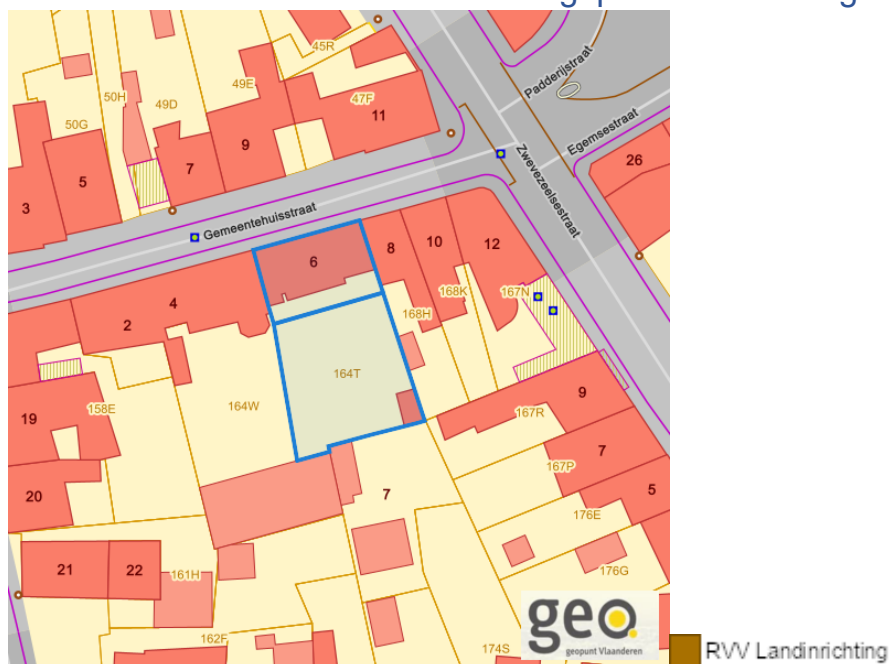 45R
Padderijstraat
50H
49D
49E
47F
11
Egemsestraat
50G
9
26
5
7
Zwevezeelsestraat
3
Gemeentehuisstraat
6
8
10
12
4
168K
167N
2
168H
164T
9
19
158E
164W
167R
7
167P
20
7
5
176E
21
22
161H
176G
geo
geopunt Vlaanderen
162F
174S
RVV Landinrichting